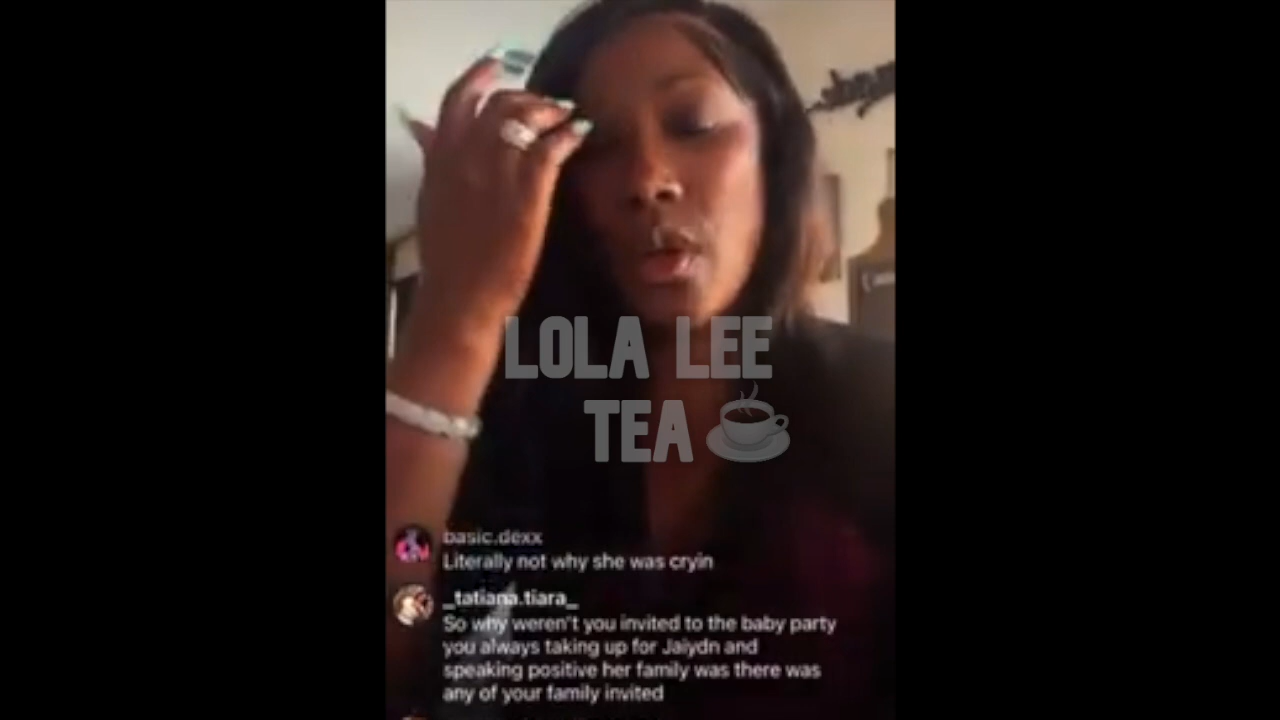 LOLA LEE
TEA
basic.dexx
Literally not why she was cryin
_tatiana.tiara_
So why weren't you invited to the baby party
you always taking up for Jaiydn and
speaking positive her family was there was
any of your family invited